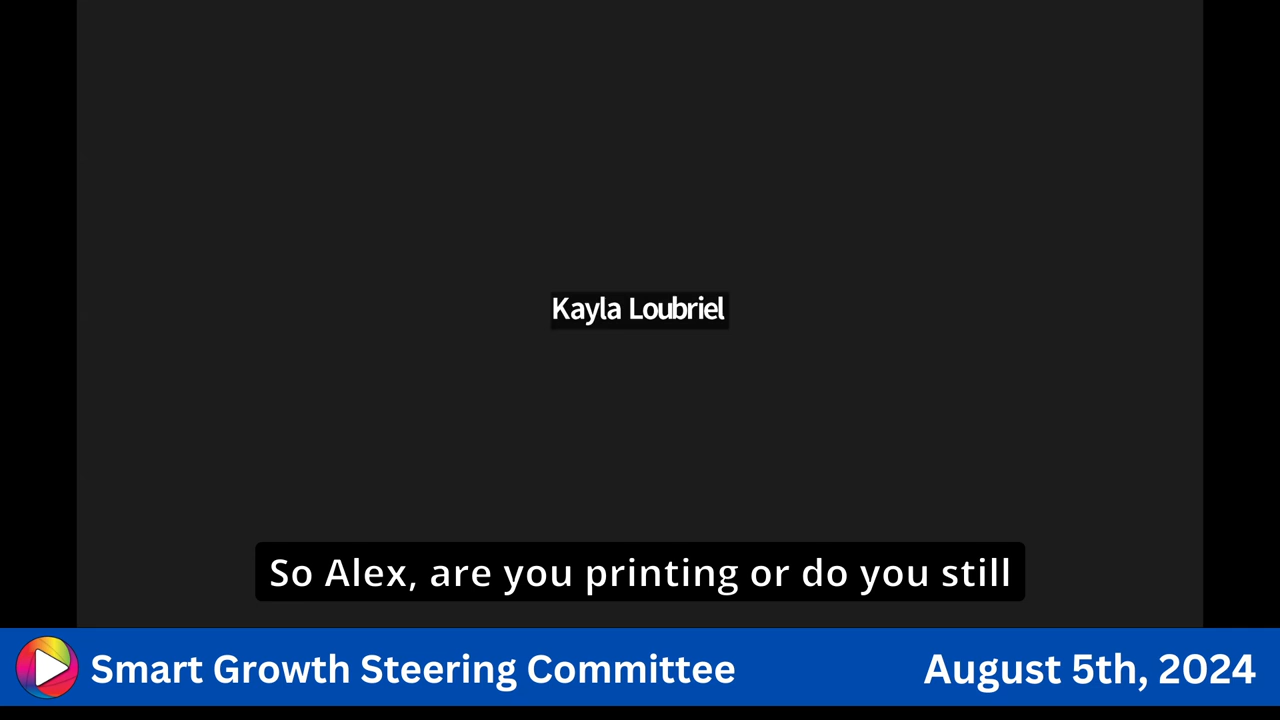 Kayla Loubriel
So Alex, are you printing or do you still
Smart Growth Steering Committee
August 5th, 2024